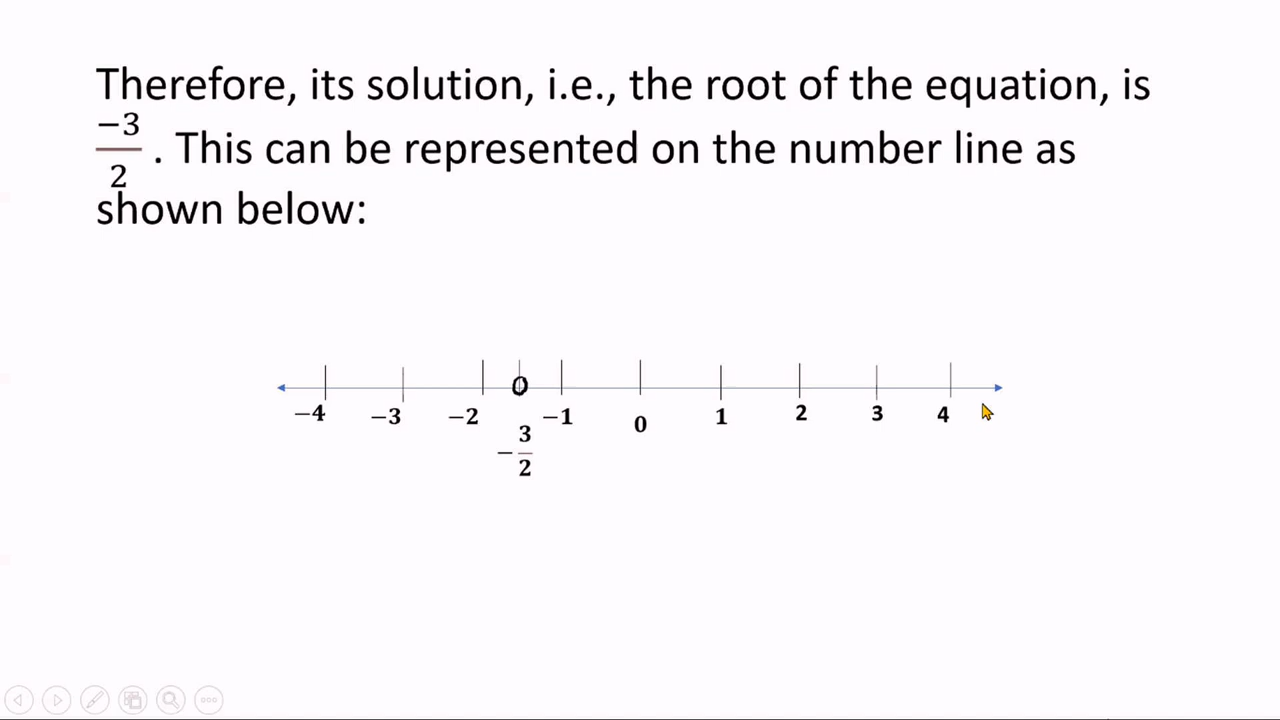 Therefore, its solution, i.e., the root of the equation, is
−3/2 . This can be represented on the number line as
shown below:
−4 −3 −2 −1 0 1 2 3 4
−3/2